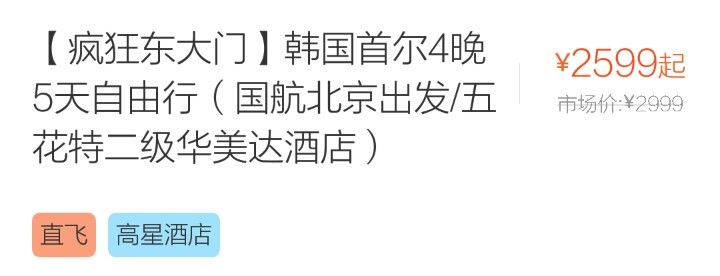 【疯狂东大门】韩国首尔4晚
5天自由行（国航北京出发/五
花特二级华美达酒店）
¥2599起
市场价:¥2999
直飞 高星酒店